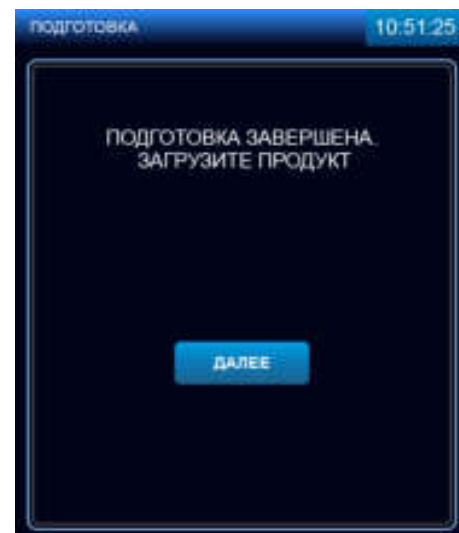 ПОДГОТОВКА
10:51:25
ПОДГОТОВКА ЗАВЕРШЕНА.
ЗАГРУЗИТЕ ПРОДУКТ
ДАЛЕЕ